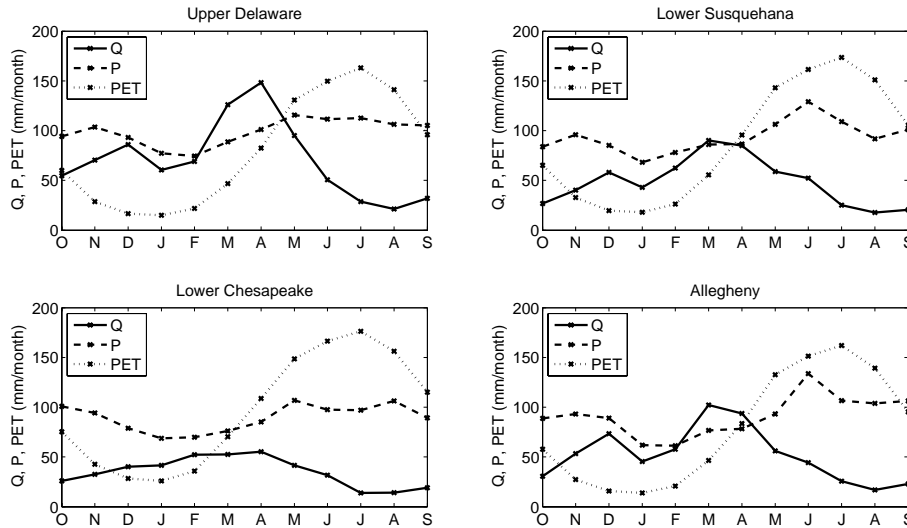 Upper Delaware
Q, P, PET (mm/month)
200
150
100
50
0
Q
P
PET
O N D J F M A M J J A S
Lower Susquehana
Q, P, PET (mm/month)
200
150
100
50
0
Q
P
PET
O N D J F M A M J J A S
Lower Chesapeake
Q, P, PET (mm/month)
200
150
100
50
0
Q
P
PET
O N D J F M A M J J A S
Allegheny
Q, P, PET (mm/month)
200
150
100
50
0
Q
P
PET
O N D J F M A M J J A S